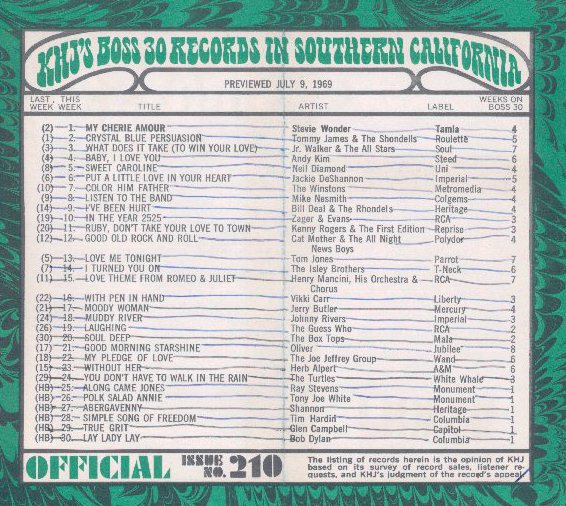 KHJ'S BOSS 30 RECORDS IN SOUTHERN CALIFORNIA
PREVIEWED JULY 9, 1969
LAST WEEK THIS WEEK TITLE ARTIST LABEL WEEKS ON BOSS 30
(2) 1. MY CHERIE AMOUR Stevie Wonder Tamla 4
(1) 2. CRYSTAL BLUE PERSUASION Tommy James & The Shondells Roulette 5
(3) 3. WHAT DOES IT TAKE (TO WIN YOUR LOVE) Jr. Walker & The All Stars Soul 7
(4) 4. BABY, I LOVE YOU Andy Kim Steed 6
(8) 5. SWEET CAROLINE Neil Diamond Uni 4
(6) 6. PUT A LITTLE LOVE IN YOUR HEART Jackie DeShannon Imperial 5
(10) 7. COLOR HIM FATHER The Winstons Metromedia 4
(9) 8. LISTEN TO THE BAND Mike Nesmith Colgems 4
(14) 9. I'VE BEEN HURT Bill Deal & The Rhondels Heritage 4
(19) 10. IN THE YEAR 2525 Zager & Evans RCA 3
(20) 11. RUBY, DON'T TAKE YOUR LOVE TO TOWN Kenny Rogers & The First Edition Reprise 3
(12) 12. GOOD OLD ROCK AND ROLL Cat Mother & The All Night Polydor 4
News Boys
(5) 13. LOVE ME TONIGHT Tom Jones Parrot 7
(7) 14. I TURNED YOU ON The Isley Brothers T-Neck 6
(11) 15. LOVE THEME FROM ROMEO & JULIET Henry Mancini, His Orchestra & RCA 7
Chorus
(22) 16. WITH PEN IN HAND Vikki Carr Liberty 3
(21) 17. MOODY WOMAN Jerry Butler Mercury 4
(24) 18. MUDDY RIVER Johnny Rivers Imperial 3
(26) 19. LAUGHING The Guess Who RCA 2
(30) 20. SOUL DEEP The Box Tops Mala 2
(17) 21. GOOD MORNING STARSHINE Oliver Jubilee 8
(18) 22. MY PLEDGE OF LOVE The Joe Jeffrey Group Wand 6
(15) 23. WITHOUT HER Herb Alpert A&M 6
(29) 24. YOU DON'T HAVE TO WALK IN THE RAIN The Turtles White Whale 3
(HB) 25. ALONG CAME JONES Ray Stevens Monument 1
(HB) 26. POLK SALAD ANNIE Tony Joe White Monument 1
(HB) 27. ABERGAVENNY Shannon Heritage 1
(HB) 28. SIMPLE SONG OF FREEDOM Tim Hardin Columbia 1
(HB) 29. TRUE GRIT Glen Campbell Capitol 1
(HB) 30. LAY LADY LAY Bob Dylan Columbia 1
OFFICIAL ISSUE NO. 210
The listing of records herein is the opinion of KHJ
based on its survey of record sales, listener re-
quests, and KHJ's judgment of the record's appeal.